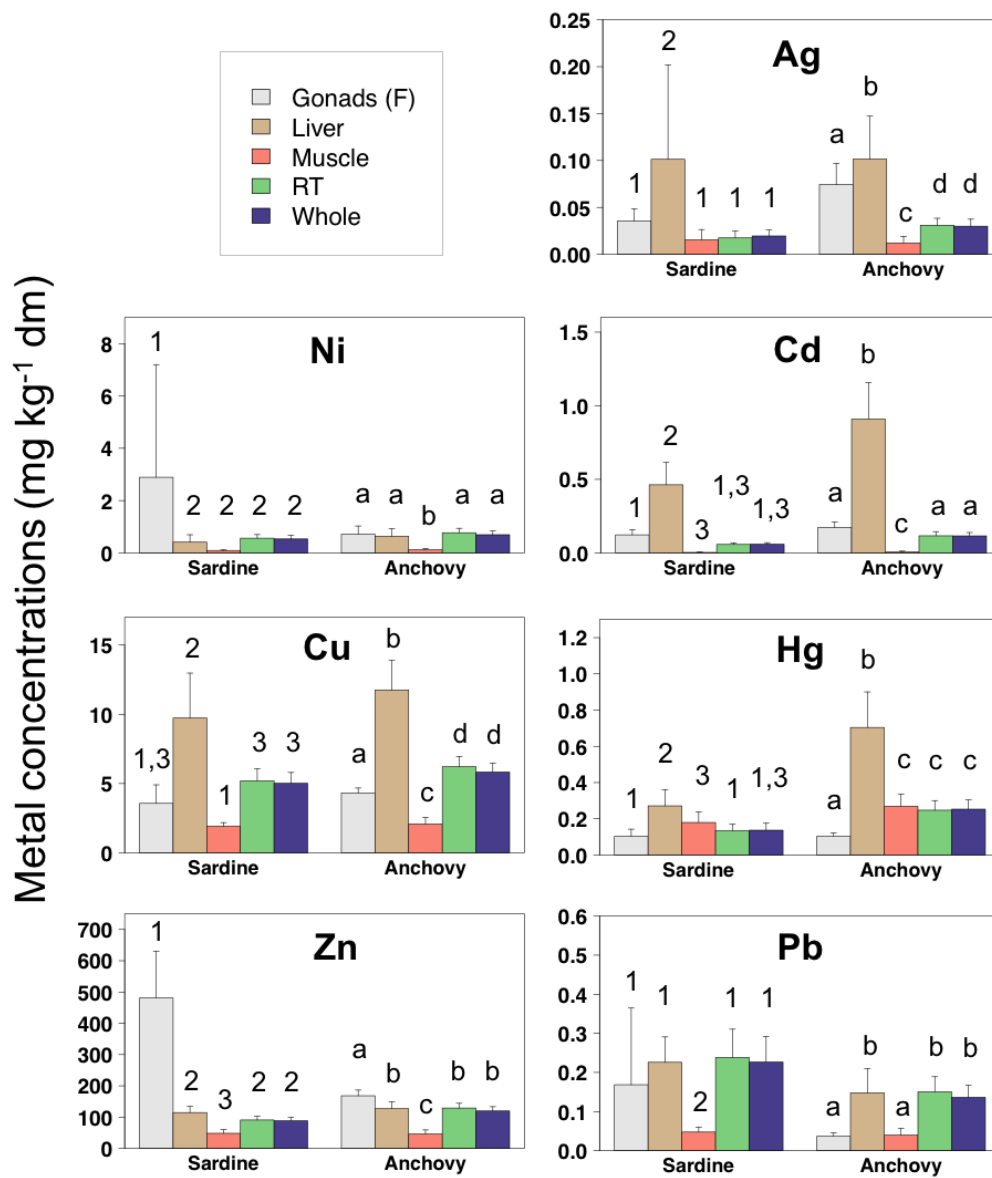 Metal concentrations (mg kg⁻¹ dm)
Gonads (F)
Liver
Muscle
RT
Whole
Ag
0.25
0.20
0.15
0.10
0.05
0.00
1 2 1 1 1 a b c d d
Sardine Anchovy
Ni
8
6
4
2
0
1 2 2 2 2 a a b a a
Sardine Anchovy
Cd
1.5
1.0
0.5
0.0
1 2 3 1,3 1,3 a b c a a
Sardine Anchovy
Cu
15
10
5
0
1,3 2 1 3 3 a b c d d
Sardine Anchovy
Hg
1.2
1.0
0.8
0.6
0.4
0.2
0.0
1 2 3 1 1,3 a b c c c
Sardine Anchovy
Zn
700
600
500
400
300
200
100
0
1 2 3 2 2 a b c b b
Sardine Anchovy
Pb
0.6
0.5
0.4
0.3
0.2
0.1
0.0
1 1 2 1 1 a b a b b
Sardine Anchovy